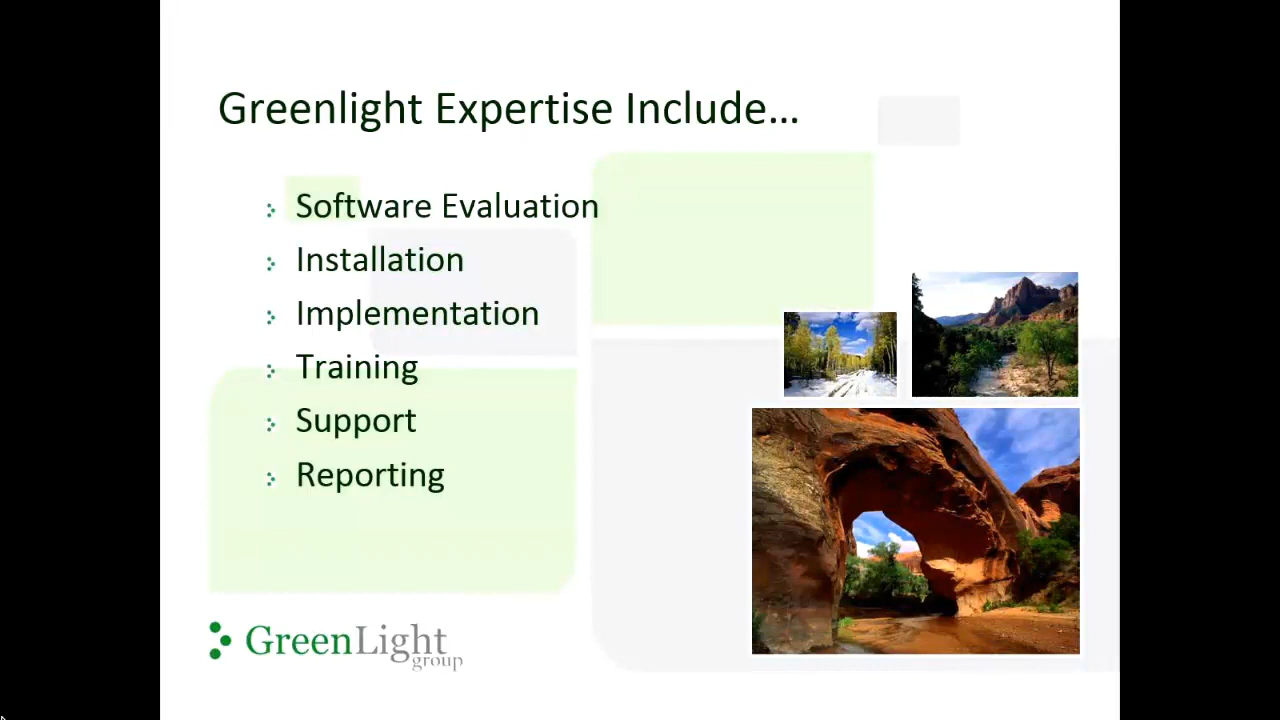 Greenlight Expertise Include...
Software Evaluation
Installation
Implementation
Training
Support
Reporting
GreenLight
group